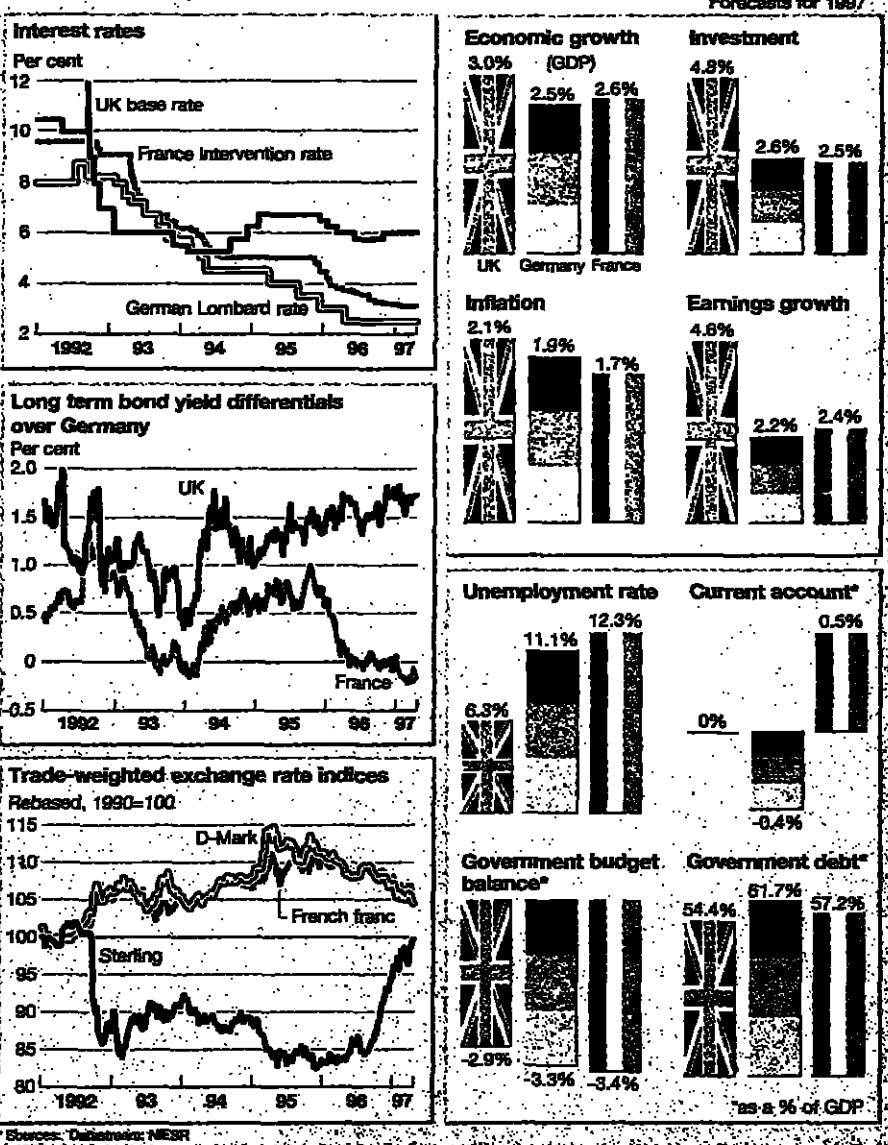 Forecasts for 1997
Interest rates
Per cent
12
10
8
6
4
2
UK base rate
France Intervention rate
German Lombard rate
1992 93 94 95 96 97
Long term bond yield differentials
over Germany
Per cent
2.0
1.5
1.0
0.5
0
-0.5
UK
France
1992 93 94 95 96 97
Trade-weighted exchange rate indices
Rebased, 1990=100
115
110
105
100
95
90
85
80
D-Mark
French franc
Sterling
1992 93 94 95 96 97
Sources: Datastream; NIESR
Economic growth
(GDP)
3.0%
2.5%
2.6%
UK Germany France
Investment
4.8%
2.6%
2.5%
Inflation
2.1%
1.9%
1.7%
Earnings growth
4.6%
2.2%
2.4%
Unemployment rate
6.3%
11.1%
12.3%
Current account*
0%
-0.4%
0.5%
Government budget
balance*
-2.9%
-3.3%
-3.4%
Government debt*
54.4%
61.7%
57.2%
*as a % of GDP